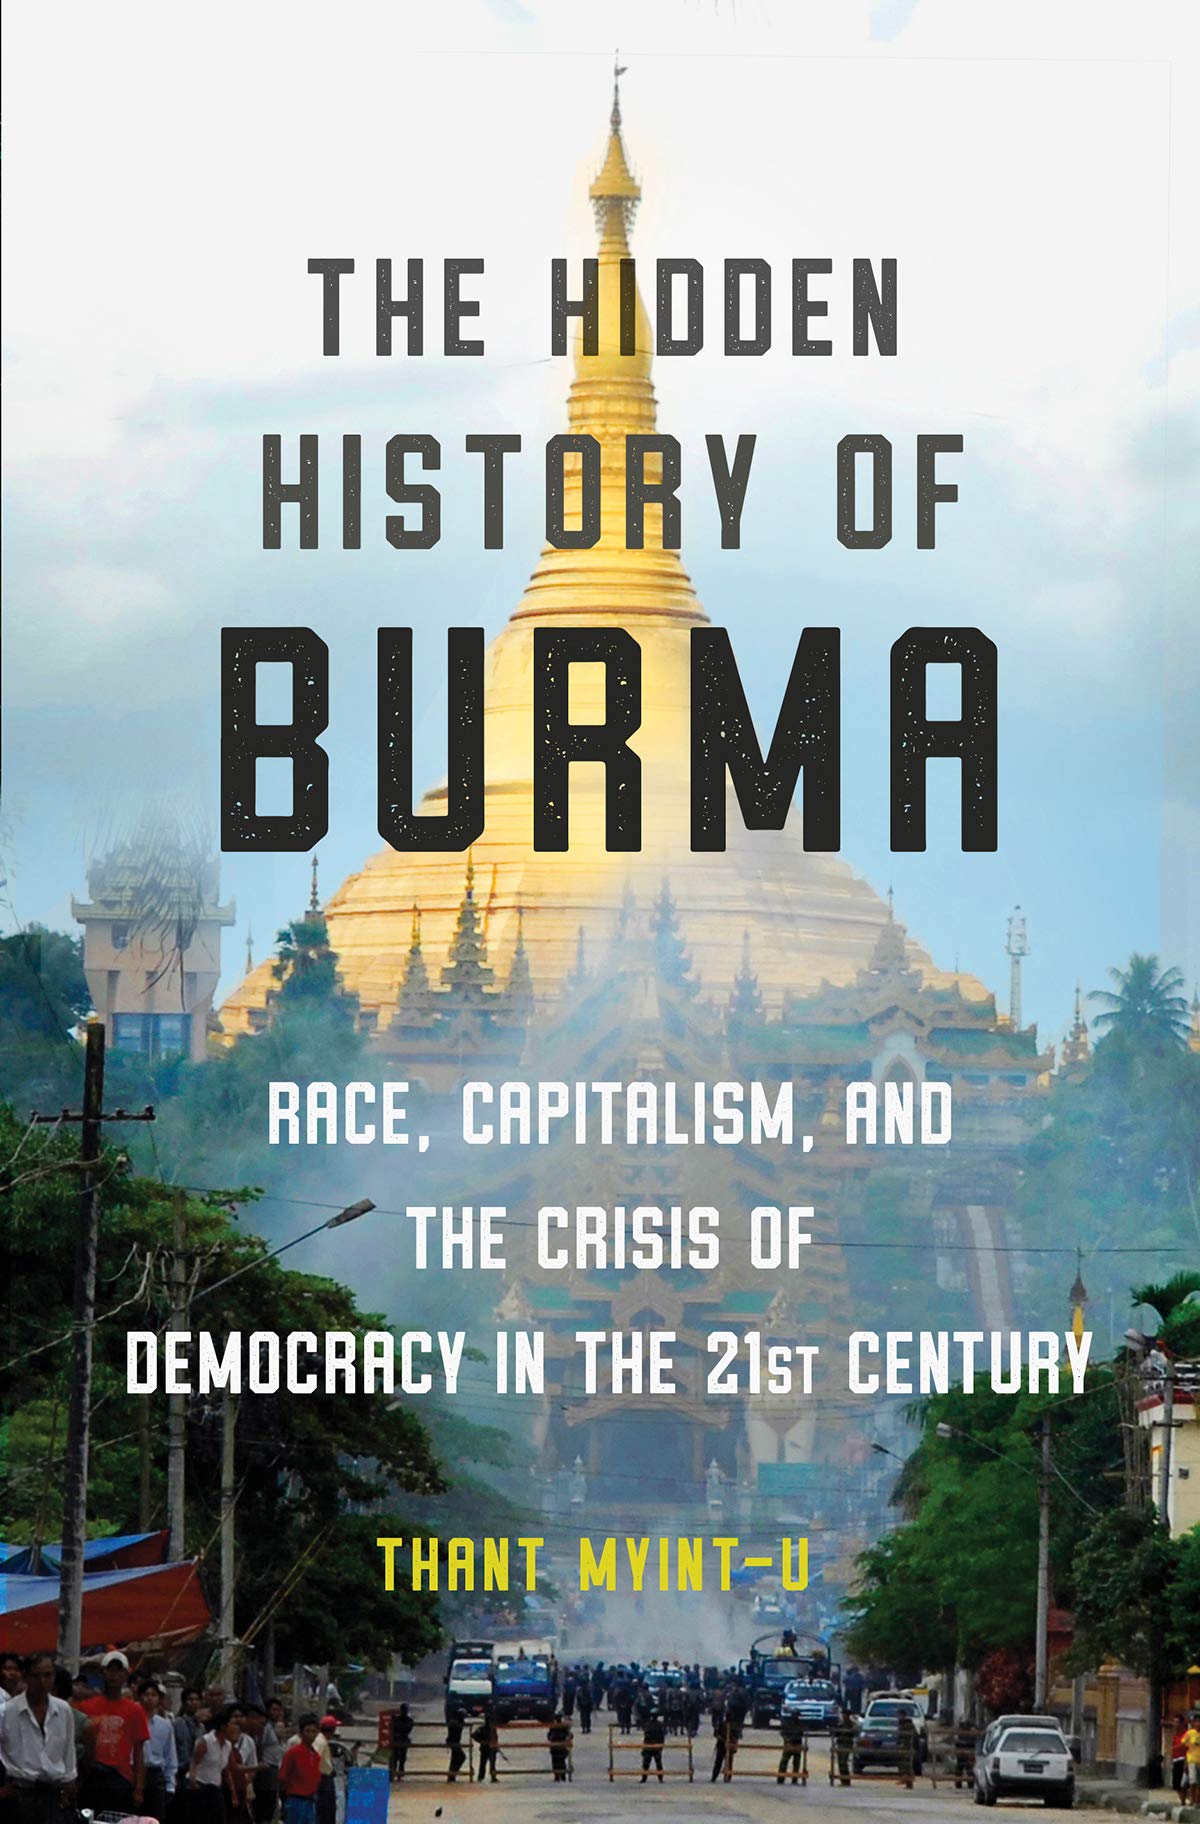 THE HIDDEN
HISTORY OF
BURMA
RACE, CAPITALISM, AND
THE CRISIS OF
DEMOCRACY IN THE 21ST CENTURY
THANT MYINT-U